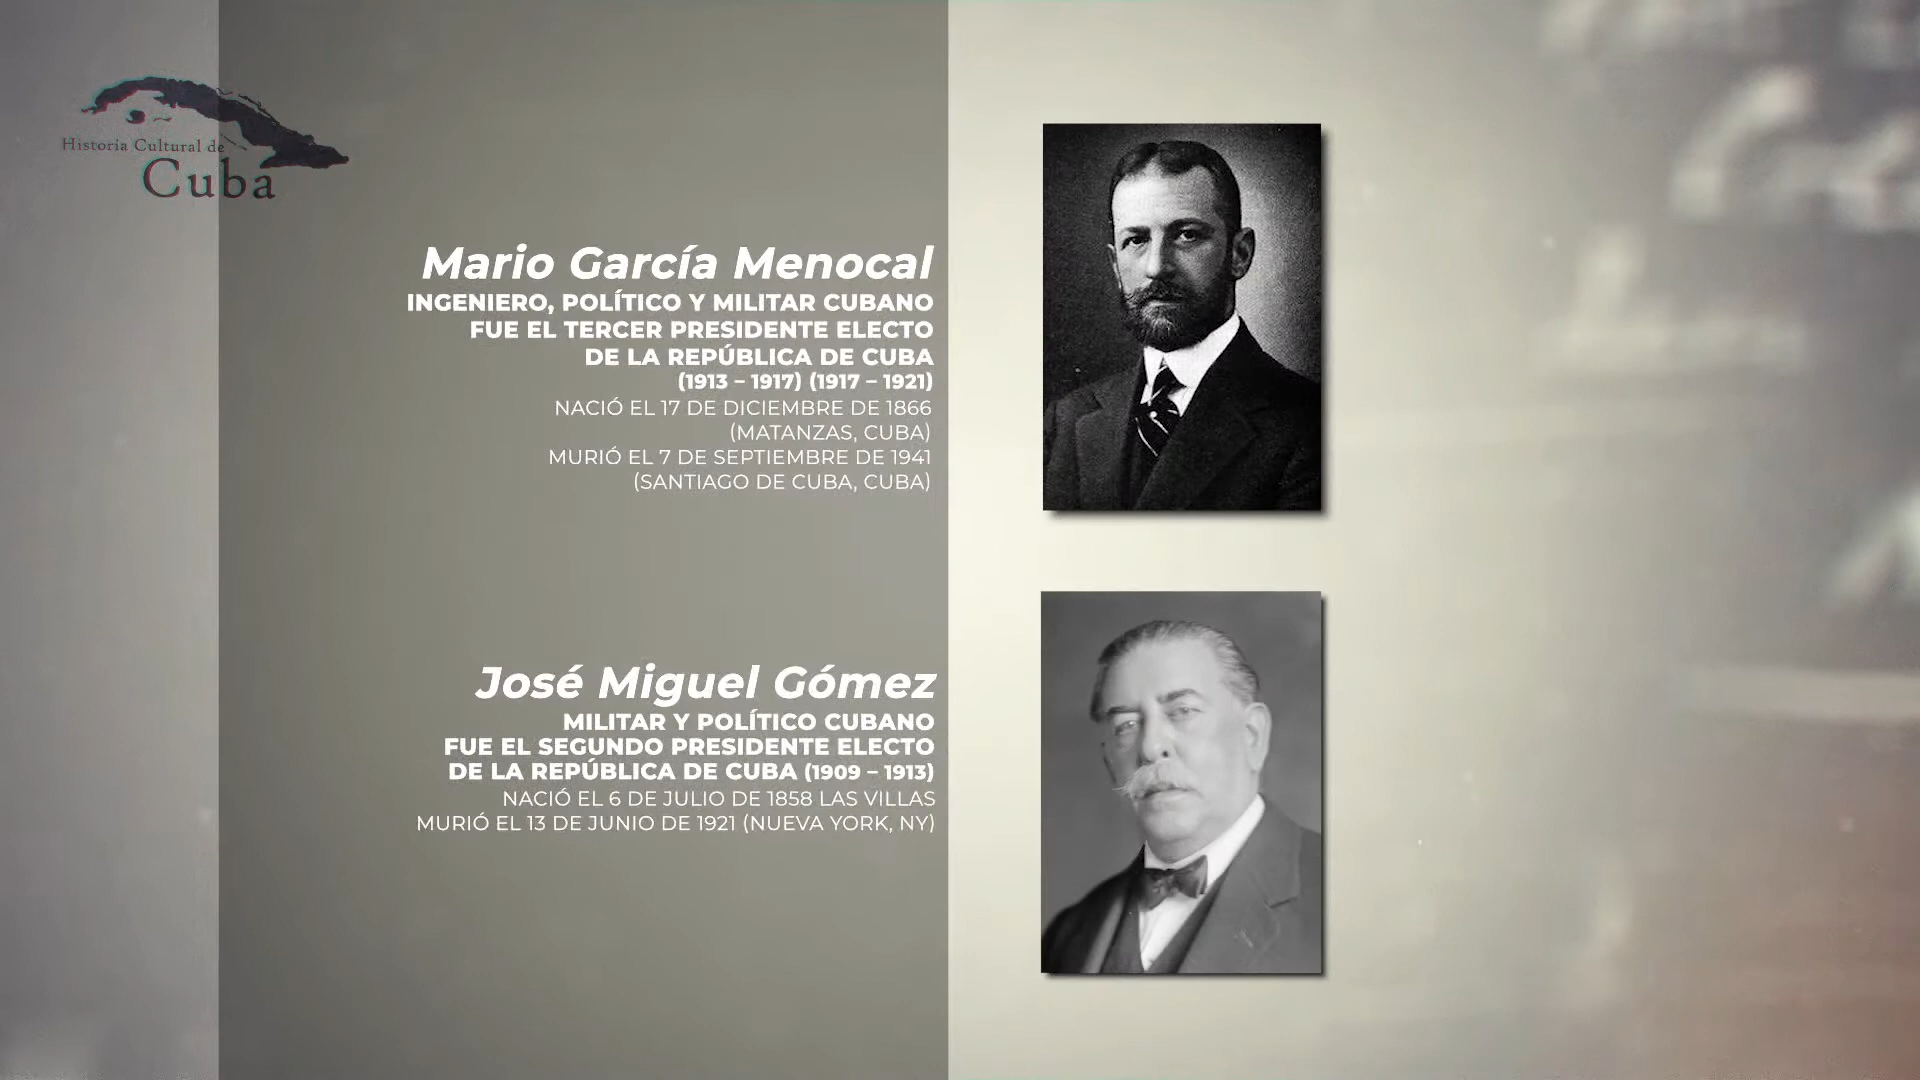 Historia Cultural de
Cuba
Mario García Menocal
INGENIERO, POLÍTICO Y MILITAR CUBANO
FUE EL TERCER PRESIDENTE ELECTO
DE LA REPÚBLICA DE CUBA
(1913 – 1917) (1917 – 1921)
NACIÓ EL 17 DE DICIEMBRE DE 1866
(MATANZAS, CUBA)
MURIÓ EL 7 DE SEPTIEMBRE DE 1941
(SANTIAGO DE CUBA, CUBA)
José Miguel Gómez
MILITAR Y POLÍTICO CUBANO
FUE EL SEGUNDO PRESIDENTE ELECTO
DE LA REPÚBLICA DE CUBA (1909 – 1913)
NACIÓ EL 6 DE JULIO DE 1858 LAS VILLAS
MURIÓ EL 13 DE JUNIO DE 1921 (NUEVA YORK, NY)